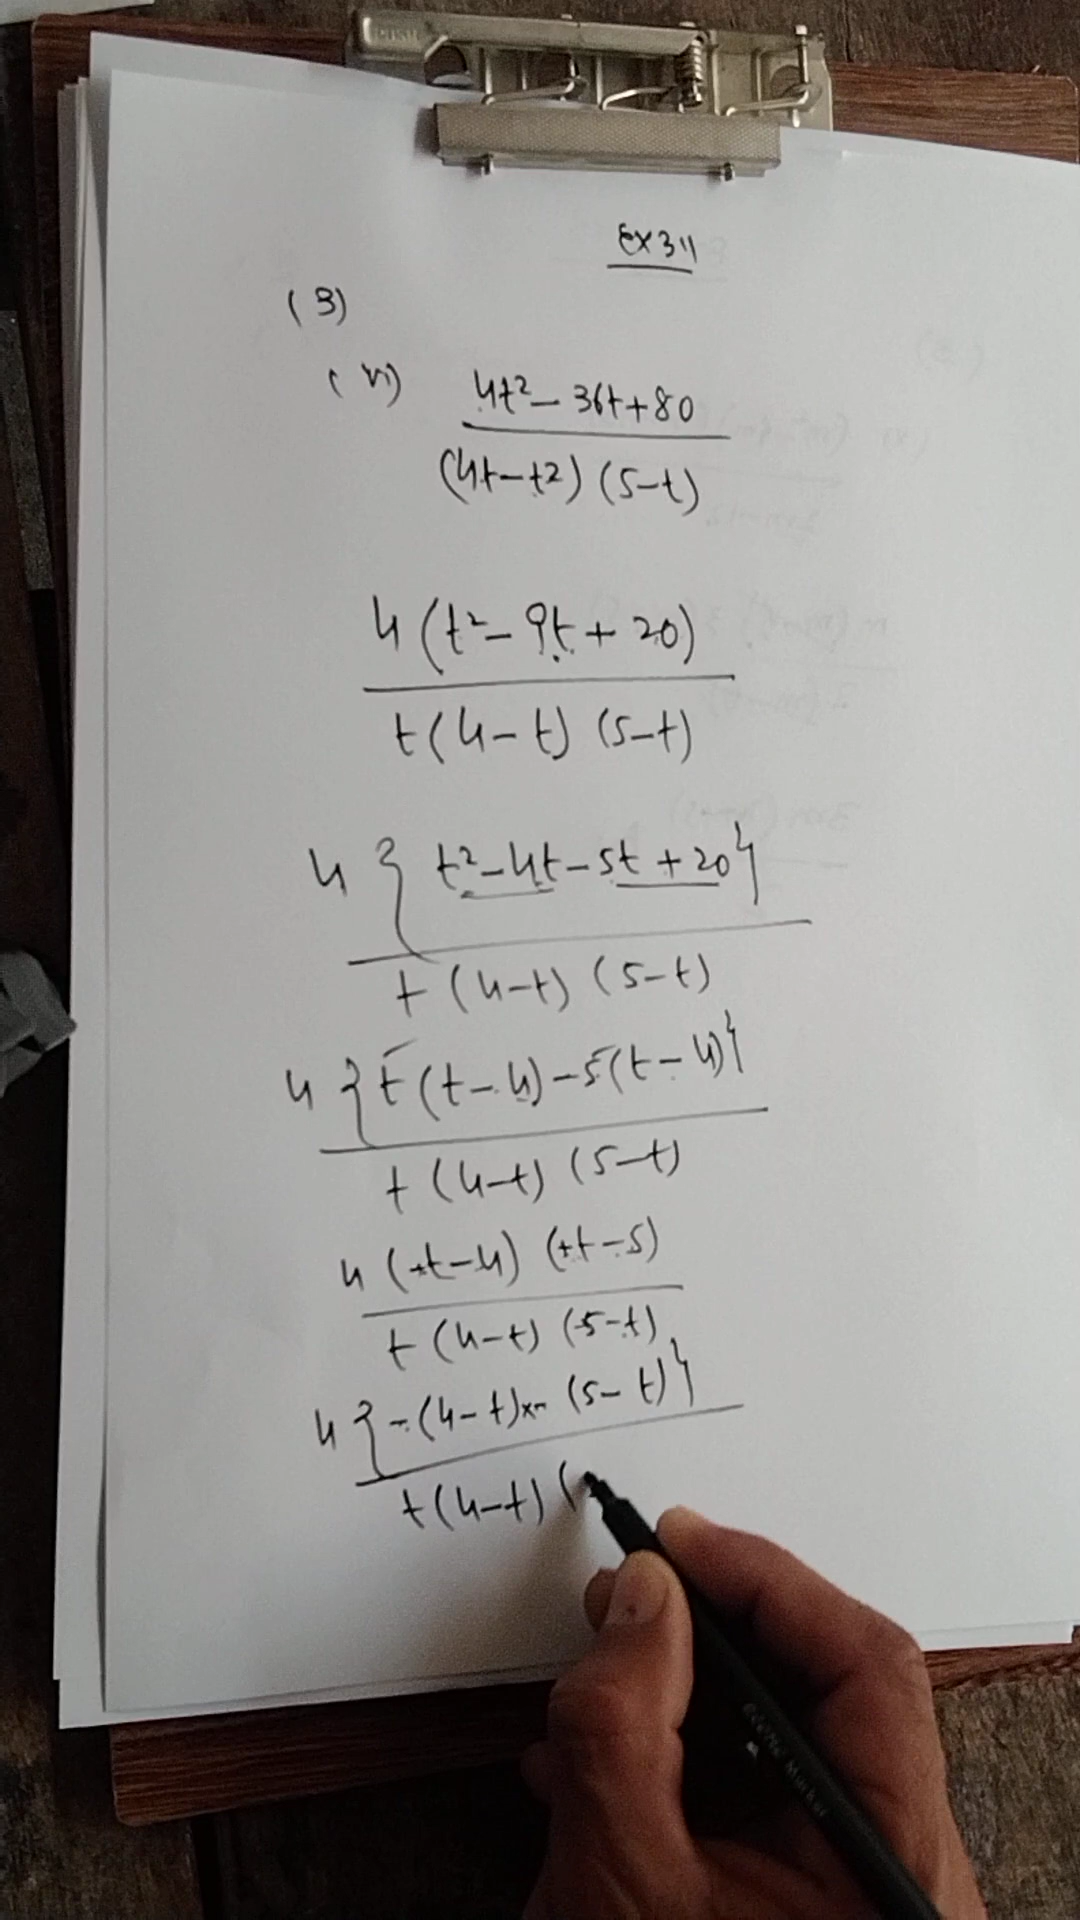 PUSH
Ex 3.1
(3)
(vi) 4t² - 36t + 80
(4t - t2) (5 - t)
4 (t² - 9t + 20)
t (4 - t) (5 - t)
4 { t² - 4t - 5t + 20 }
t (4 - t) (5 - t)
4 { t (t - 4) - 5 (t - 4) }
t (4 - t) (5 - t)
4 (+t - 4) (+t - 5)
t (4 - t) (5 - t)
4 { - (4 - t) x - (5 - t) }
t (4 - t) (